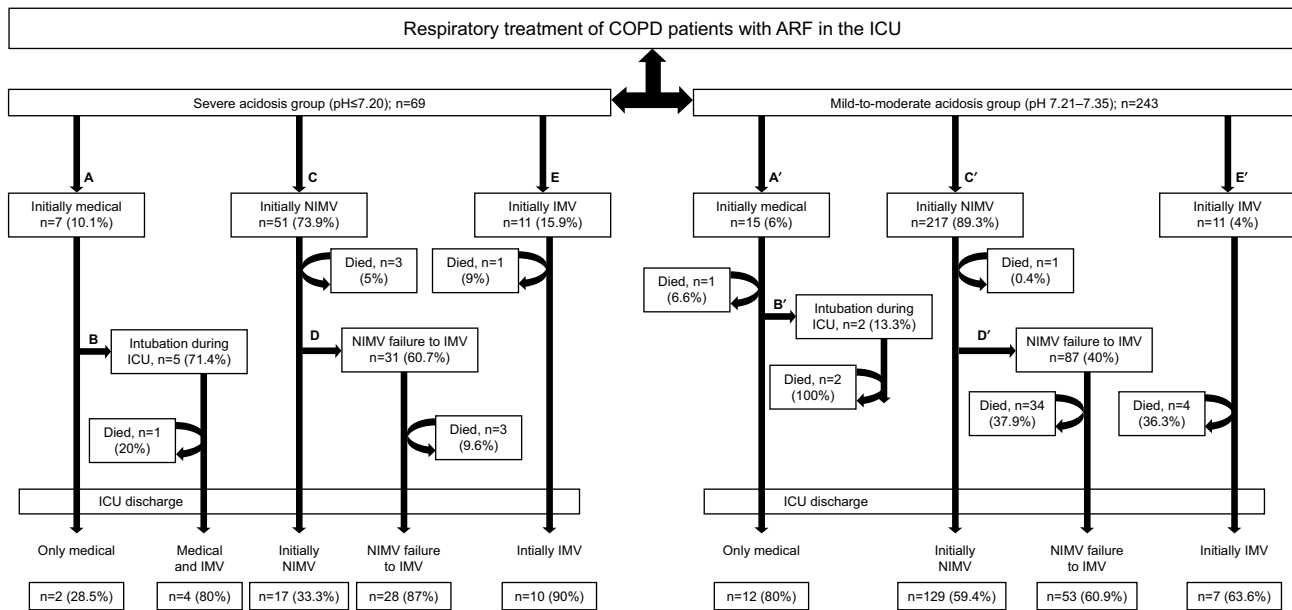 Respiratory treatment of COPD patients with ARF in the ICU
Severe acidosis group (pH≤7.20); n=69
Mild-to-moderate acidosis group (pH 7.21–7.35); n=243
A
C
E
A′
C′
E′
Initially medical
n=7 (10.1%)
Initially NIMV
n=51 (73.9%)
Initially IMV
n=11 (15.9%)
Initially medical
n=15 (6%)
Initially NIMV
n=217 (89.3%)
Initially IMV
n=11 (4%)
Died, n=3
(5%)
Died, n=1
(9%)
Died, n=1
(6.6%)
Died, n=1
(0.4%)
B
Intubation during
ICU, n=5 (71.4%)
D
NIMV failure to IMV
n=31 (60.7%)
B′
Intubation during
ICU, n=2 (13.3%)
D′
NIMV failure to IMV
n=87 (40%)
Died, n=1
(20%)
Died, n=3
(9.6%)
Died, n=2
(100%)
Died, n=34
(37.9%)
Died, n=4
(36.3%)
ICU discharge
ICU discharge
Only medical
Medical
and IMV
Initially
NIMV
NIMV failure
to IMV
Intially IMV
Only medical
Initially
NIMV
NIMV failure
to IMV
Initially IMV
n=2 (28.5%)
n=4 (80%)
n=17 (33.3%)
n=28 (87%)
n=10 (90%)
n=12 (80%)
n=129 (59.4%)
n=53 (60.9%)
n=7 (63.6%)